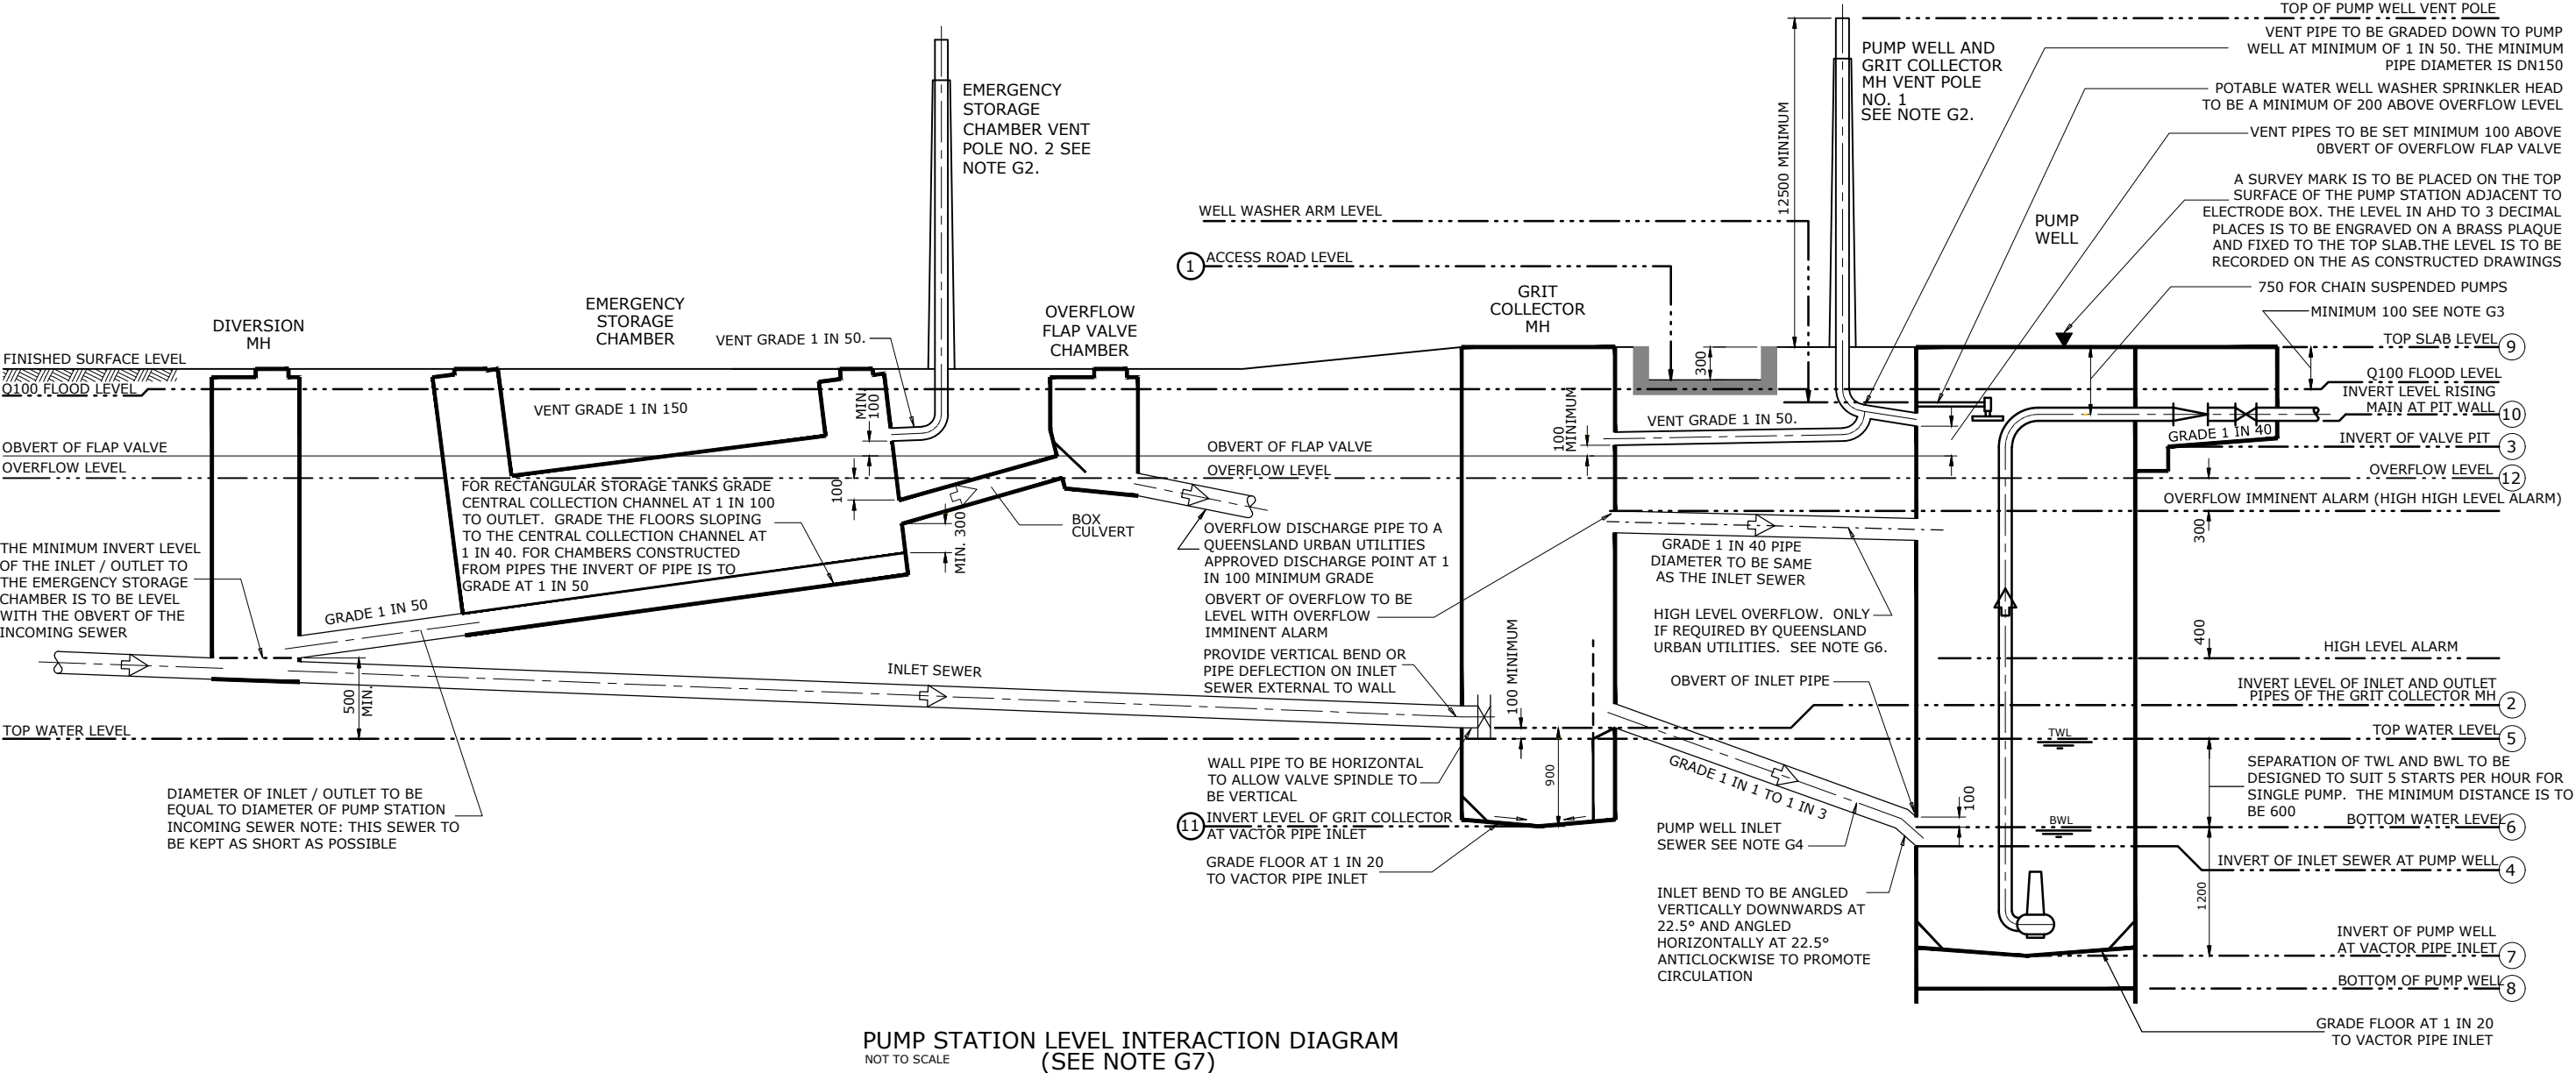 TOP OF PUMP WELL VENT POLE
VENT PIPE TO BE GRADED DOWN TO PUMP
WELL AT MINIMUM OF 1 IN 50. THE MINIMUM
PIPE DIAMETER IS DN150
POTABLE WATER WELL WASHER SPRINKLER HEAD
TO BE A MINIMUM OF 200 ABOVE OVERFLOW LEVEL
VENT PIPES TO BE SET MINIMUM 100 ABOVE
0BVERT OF OVERFLOW FLAP VALVE
A SURVEY MARK IS TO BE PLACED ON THE TOP
SURFACE OF THE PUMP STATION ADJACENT TO
ELECTRODE BOX. THE LEVEL IN AHD TO 3 DECIMAL
PLACES IS TO BE ENGRAVED ON A BRASS PLAQUE
AND FIXED TO THE TOP SLAB.THE LEVEL IS TO BE
RECORDED ON THE AS CONSTRUCTED DRAWINGS
750 FOR CHAIN SUSPENDED PUMPS
MINIMUM 100 SEE NOTE G3
TOP SLAB LEVEL 9
Q100 FLOOD LEVEL
INVERT LEVEL RISING
MAIN AT PIT WALL 10
GRADE 1 IN 40
INVERT OF VALVE PIT 3
OVERFLOW LEVEL 12
OVERFLOW IMMINENT ALARM (HIGH HIGH LEVEL ALARM)
300
400
HIGH LEVEL ALARM
INVERT LEVEL OF INLET AND OUTLET
PIPES OF THE GRIT COLLECTOR MH 2
TOP WATER LEVEL 5
TWL
SEPARATION OF TWL AND BWL TO BE
DESIGNED TO SUIT 5 STARTS PER HOUR FOR
SINGLE PUMP. THE MINIMUM DISTANCE IS TO
BE 600
BOTTOM WATER LEVEL 6
BWL
INVERT OF INLET SEWER AT PUMP WELL 4
1200
INVERT OF PUMP WELL
AT VACTOR PIPE INLET 7
BOTTOM OF PUMP WELL 8
GRADE FLOOR AT 1 IN 20
TO VACTOR PIPE INLET
PUMP
WELL
PUMP WELL AND
GRIT COLLECTOR
MH VENT POLE
NO. 1
SEE NOTE G2.
12500 MINIMUM
EMERGENCY
STORAGE
CHAMBER VENT
POLE NO. 2 SEE
NOTE G2.
WELL WASHER ARM LEVEL
1 ACCESS ROAD LEVEL
GRIT
COLLECTOR
MH
300
DIVERSION
MH
EMERGENCY
STORAGE
CHAMBER
VENT GRADE 1 IN 50.
OVERFLOW
FLAP VALVE
CHAMBER
FINISHED SURFACE LEVEL
Q100 FLOOD LEVEL
VENT GRADE 1 IN 150
MIN.
100
100
MINIMUM
VENT GRADE 1 IN 50.
OBVERT OF FLAP VALVE
OVERFLOW LEVEL
OBVERT OF FLAP VALVE
OVERFLOW LEVEL
FOR RECTANGULAR STORAGE TANKS GRADE
CENTRAL COLLECTION CHANNEL AT 1 IN 100
TO OUTLET. GRADE THE FLOORS SLOPING
TO THE CENTRAL COLLECTION CHANNEL AT
1 IN 40. FOR CHAMBERS CONSTRUCTED
FROM PIPES THE INVERT OF PIPE IS TO
GRADE AT 1 IN 50
100
MIN. 300
BOX
CULVERT
OVERFLOW DISCHARGE PIPE TO A
QUEENSLAND URBAN UTILITIES
APPROVED DISCHARGE POINT AT 1
IN 100 MINIMUM GRADE
OBVERT OF OVERFLOW TO BE
LEVEL WITH OVERFLOW
IMMINENT ALARM
PROVIDE VERTICAL BEND OR
PIPE DEFLECTION ON INLET
SEWER EXTERNAL TO WALL
GRADE 1 IN 40 PIPE
DIAMETER TO BE SAME
AS THE INLET SEWER
HIGH LEVEL OVERFLOW. ONLY
IF REQUIRED BY QUEENSLAND
URBAN UTILITIES. SEE NOTE G6.
OBVERT OF INLET PIPE
THE MINIMUM INVERT LEVEL
OF THE INLET / OUTLET TO
THE EMERGENCY STORAGE
CHAMBER IS TO BE LEVEL
WITH THE OBVERT OF THE
INCOMING SEWER
GRADE 1 IN 50
INLET SEWER
500
MIN.
TOP WATER LEVEL
100 MINIMUM
900
GRADE 1 IN 1 TO 1 IN 3
100
WALL PIPE TO BE HORIZONTAL
TO ALLOW VALVE SPINDLE TO
BE VERTICAL
11 INVERT LEVEL OF GRIT COLLECTOR
AT VACTOR PIPE INLET
GRADE FLOOR AT 1 IN 20
TO VACTOR PIPE INLET
PUMP WELL INLET
SEWER SEE NOTE G4
INLET BEND TO BE ANGLED
VERTICALLY DOWNWARDS AT
22.5° AND ANGLED
HORIZONTALLY AT 22.5°
ANTICLOCKWISE TO PROMOTE
CIRCULATION
DIAMETER OF INLET / OUTLET TO BE
EQUAL TO DIAMETER OF PUMP STATION
INCOMING SEWER NOTE: THIS SEWER TO
BE KEPT AS SHORT AS POSSIBLE
PUMP STATION LEVEL INTERACTION DIAGRAM
NOT TO SCALE
(SEE NOTE G7)